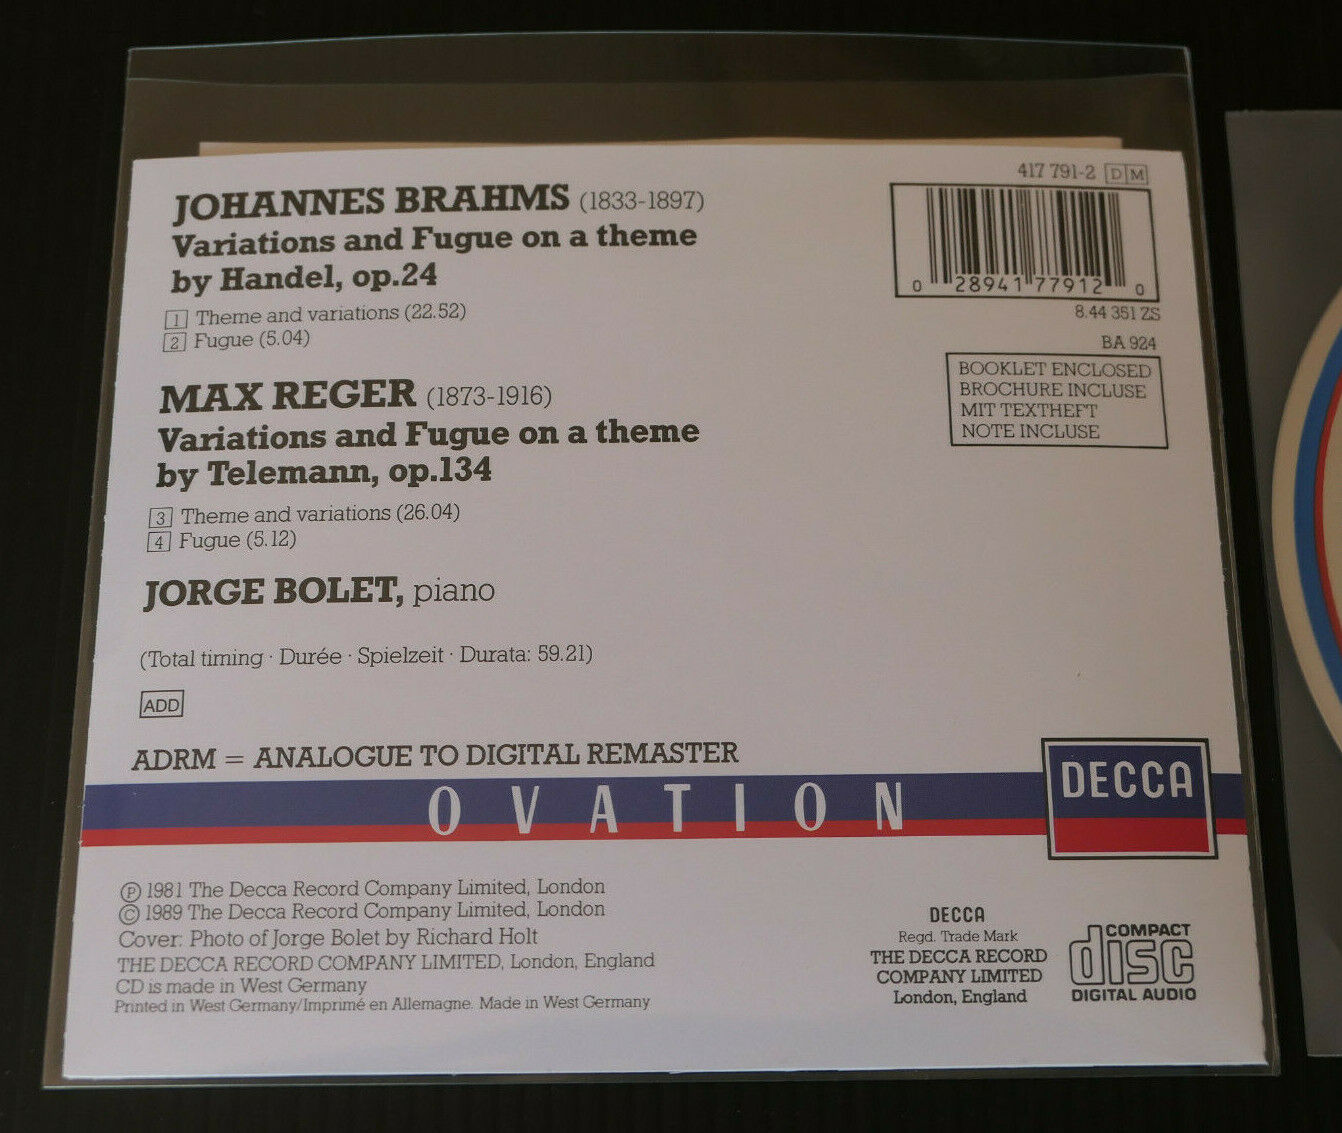 JOHANNES BRAHMS (1833-1897)
Variations and Fugue on a theme
by Handel, op.24
1 Theme and variations (22.52)
2 Fugue (5.04)
MAX REGER (1873-1916)
Variations and Fugue on a theme
by Telemann, op.134
3 Theme and variations (26.04)
4 Fugue (5.12)
JORGE BOLET, piano
(Total timing · Durée · Spielzeit · Durata: 59.21)
ADD
ADRM = ANALOGUE TO DIGITAL REMASTER
417 791-2 DM
0 28941 77912 0
8.44 351 ZS
BA 924
BOOKLET ENCLOSED
BROCHURE INCLUSE
MIT TEXTHEFT
NOTE INCLUSE
OVATION
DECCA
Ⓟ 1981 The Decca Record Company Limited, London
© 1989 The Decca Record Company Limited, London
Cover: Photo of Jorge Bolet by Richard Holt
THE DECCA RECORD COMPANY LIMITED, London, England
CD is made in West Germany
Printed in West Germany/Imprimé en Allemagne. Made in West Germany
DECCA
Regd. Trade Mark
THE DECCA RECORD
COMPANY LIMITED
London, England
COMPACT
disc
DIGITAL AUDIO